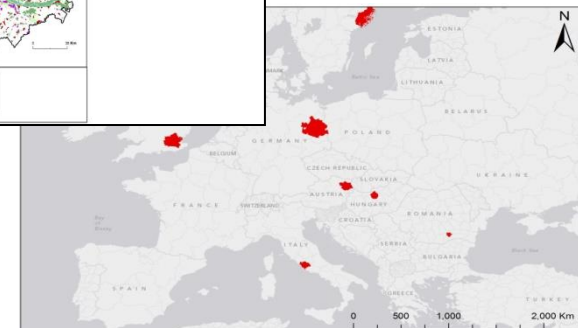 N
ESTONIA
LATVIA
LITHUANIA
BELARUS
POLAND
GERMANY
BELGIUM
CZECH REPUBLIC
SLOVAKIA
UKRAINE
AUSTRIA
HUNGARY
FRANCE
SWITZERLAND
CROATIA
ROMANIA
ITALY
SERBIA
BULGARIA
SPAIN
GREECE
TURKEY
0 500 1,000 2,000 Km